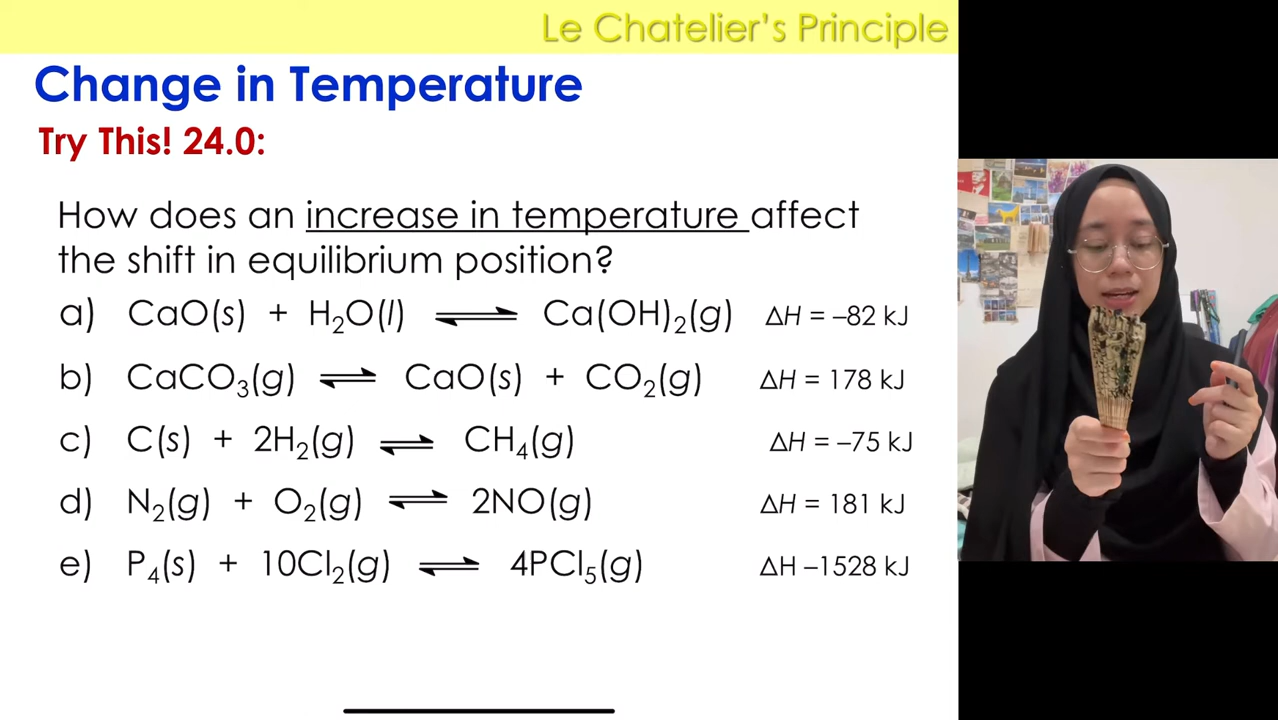 Le Chatelier's Principle
Change in Temperature
Try This! 24.0:
How does an increase in temperature affect
the shift in equilibrium position?
a) CaO(s) + H₂O(l) ⇌ Ca(OH)₂(g) ΔH = –82 kJ
b) CaCO₃(g) ⇌ CaO(s) + CO₂(g) ΔH = 178 kJ
c) C(s) + 2H₂(g) ⇌ CH₄(g) ΔH = –75 kJ
d) N₂(g) + O₂(g) ⇌ 2NO(g) ΔH = 181 kJ
e) P₄(s) + 10Cl₂(g) ⇌ 4PCl₅(g) ΔH –1528 kJ